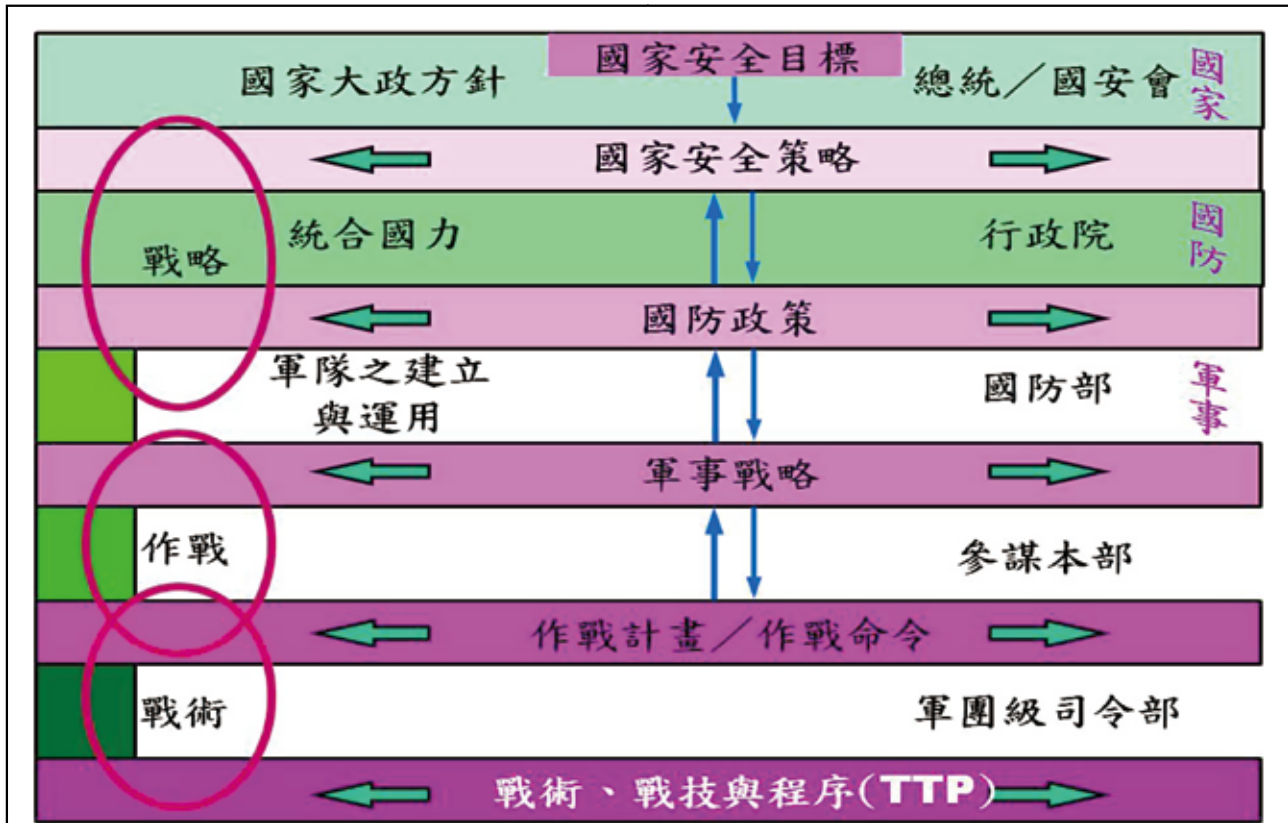 國家安全目標
國家大政方針
總統／國安會
國家
國家安全策略
戰略
統合國力
行政院
國防
國防政策
軍隊之建立
與運用
國防部
軍事
軍事戰略
作戰
參謀本部
作戰計畫／作戰命令
戰術
軍團級司令部
戰術、戰技與程序(TTP)